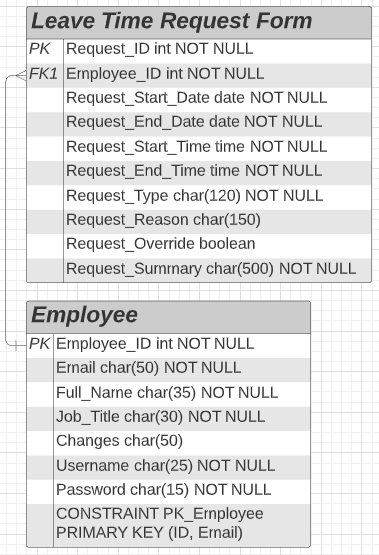 Leave Time Request Form
PK Request_ID int NOT NULL
FK1 Employee_ID int NOT NULL
Request_Start_Date date NOT NULL
Request_End_Date date NOT NULL
Request_Start_Time time NOT NULL
Request_End_Time time NOT NULL
Request_Type char(120) NOT NULL
Request_Reason char(150)
Request_Override boolean
Request_Summary char(500) NOT NULL
Employee
PK Employee_ID int NOT NULL
Email char(50) NOT NULL
Full_Name char(35) NOT NULL
Job_Title char(30) NOT NULL
Changes char(50)
Username char(25) NOT NULL
Password char(15) NOT NULL
CONSTRAINT PK_Employee
PRIMARY KEY (ID, Email)